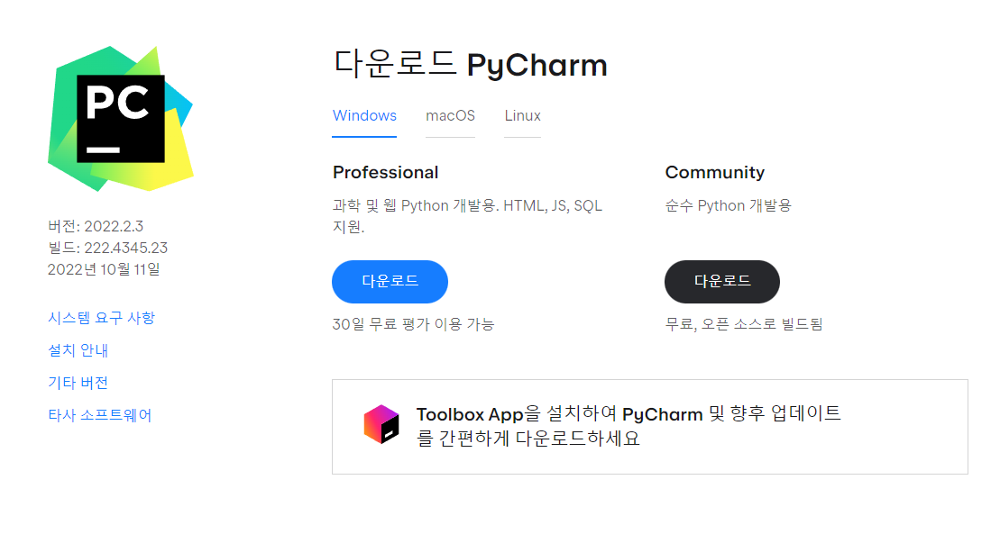 PC
버전: 2022.2.3
빌드: 222.4345.23
2022년 10월 11일
시스템 요구 사항
설치 안내
기타 버전
타사 소프트웨어
다운로드 PyCharm
Windows macOS Linux
Professional
과학 및 웹 Python 개발용. HTML, JS, SQL
지원.
다운로드
30일 무료 평가 이용 가능
Community
순수 Python 개발용
다운로드
무료, 오픈 소스로 빌드됨
Toolbox App을 설치하여 PyCharm 및 향후 업데이트
를 간편하게 다운로드하세요